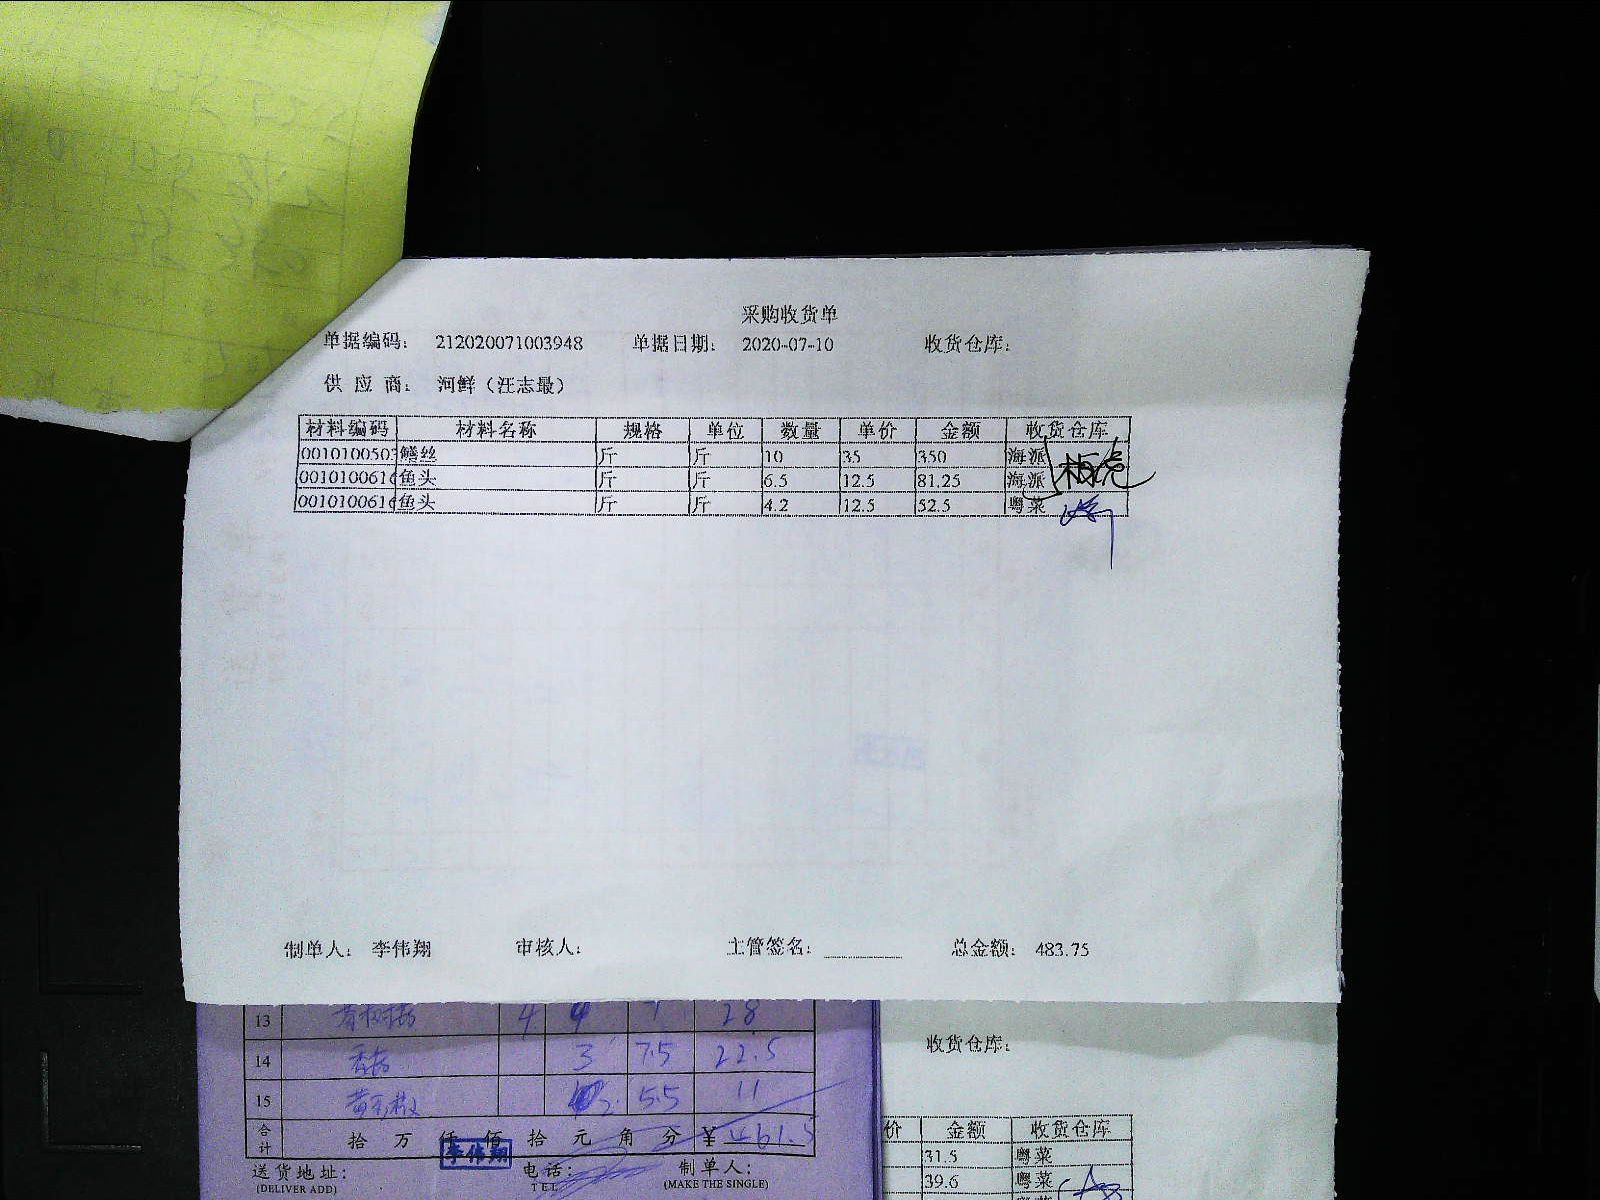 采购收货单
单据编码: 212020071003948 单据日期: 2020-07-10 收货仓库:
供 应 商: 河鲜（汪志最）
材料编码 材料名称 规格 单位 数量 单价 金额 收货仓库
0010100503 鳝丝 斤 斤 10 35 350 海派
0010100616 鱼头 斤 斤 6.5 12.5 81.25 海派
0010100616 鱼头 斤 斤 4.2 12.5 52.5 粤菜
制单人: 李伟翔 审核人: 主管签名: 总金额: 483.75
13 4 28
14 3 7.5 22.5
15 5.5 11
合计 拾 万 仟 佰 拾 元 角 分 ¥ 461.5
李伟翔
送货地址: 电话: 制单人:
(DELIVER ADD) TEL (MAKE THE SINGLE)
收货仓库:
价 金额 收货仓库
31.5 粤菜
39.6 粤菜